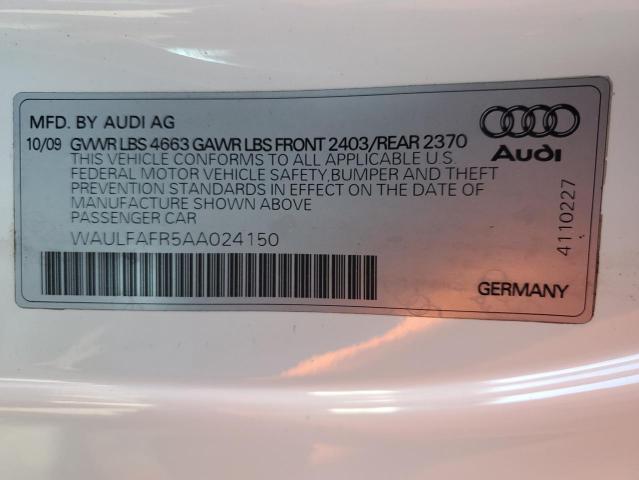 MFD. BY AUDI AG
10/09 GVWR LBS 4663 GAWR LBS FRONT 2403/REAR 2370
THIS VEHICLE CONFORMS TO ALL APPLICABLE U.S.
FEDERAL MOTOR VEHICLE SAFETY,BUMPER AND THEFT
PREVENTION STANDARDS IN EFFECT ON THE DATE OF
MANUFACTURE SHOWN ABOVE
PASSENGER CAR
WAULFAFR5AA024150
Audi
4110227
GERMANY